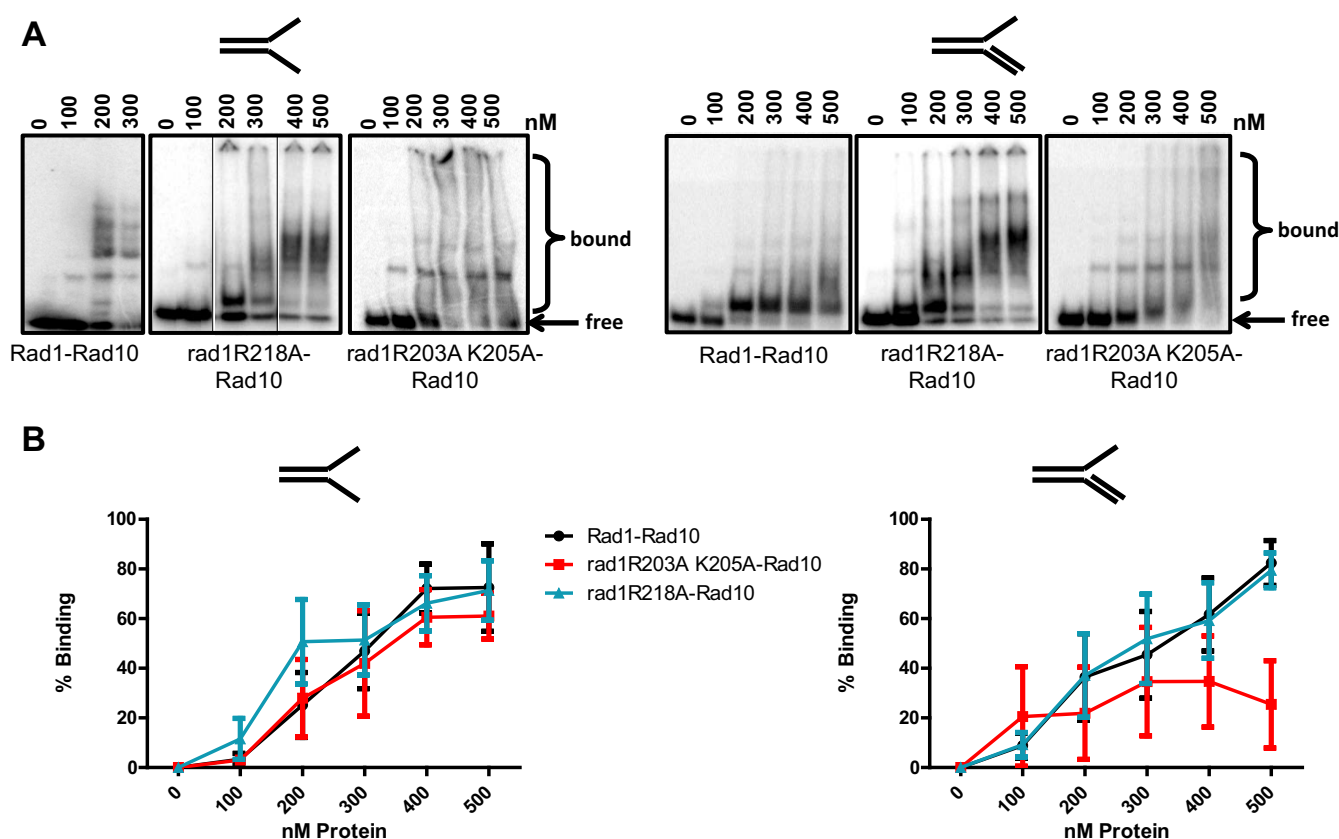 A
0 100 200 300 0 100 200 300 400 500 0 100 200 300 400 500 nM
bound
free
Rad1-Rad10 rad1R218A-Rad10 rad1R203A K205A-Rad10
0 100 200 300 400 500 0 100 200 300 400 500 0 100 200 300 400 500 nM
bound
free
Rad1-Rad10 rad1R218A-Rad10 rad1R203A K205A-Rad10
B
% Binding
100
80
60
40
20
0
0 100 200 300 400 500
nM Protein
Rad1-Rad10
rad1R203A K205A-Rad10
rad1R218A-Rad10
% Binding
100
80
60
40
20
0
0 100 200 300 400 500
nM Protein